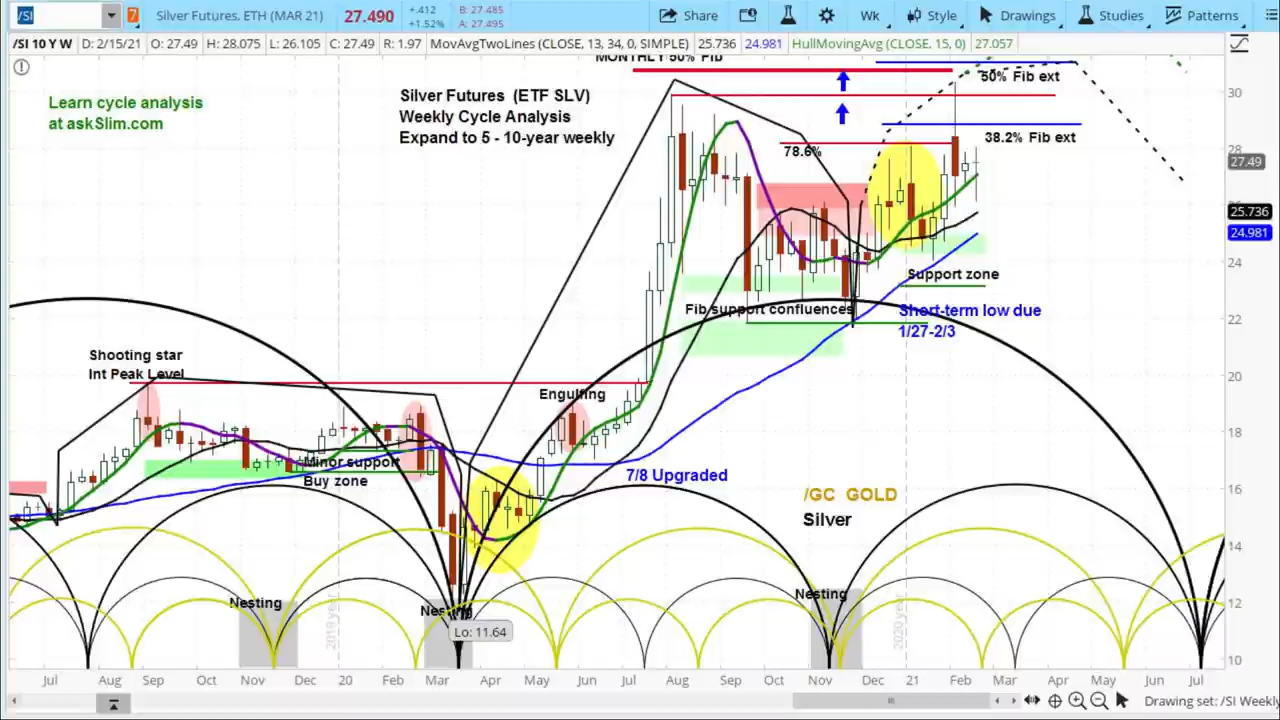 /SI
7
Silver Futures. ETH (MAR 21)
27.490
+.412
+1.52%
B: 27.485
A: 27.495
Share
Wk
Style
Drawings
Studies
Patterns
/SI 10 Y W
D: 2/15/21
O: 27.49
H: 28.075
L: 26.105
C: 27.49
R: 1.97
MovAvgTwoLines (CLOSE, 13, 34, 0, SIMPLE)
25.736
24.981
HullMovingAvg (CLOSE, 15, 0)
27.057
MONTHLY 50% Fib
50% Fib ext
Learn cycle analysis
at askSlim.com
Silver Futures (ETF SLV)
Weekly Cycle Analysis
Expand to 5 - 10-year weekly
38.2% Fib ext
78.6%
30
28
27.49
26
25.736
24.981
24
22
20
18
16
14
12
10
Support zone
Fib support confluences
Short-term low due
1/27-2/3
Shooting star
Int Peak Level
Engulfing
Minor support
Buy zone
7/8 Upgraded
/GC GOLD
Silver
Nesting
Nesting
Nesting
Lo: 11.64
2019 year
2020 year
Jul
Aug
Sep
Oct
Nov
Dec
20
Feb
Mar
Apr
May
Jun
Jul
Aug
Sep
Oct
Nov
Dec
21
Feb
Mar
Apr
May
Jun
Jul
Drawing set: /SI Weekly